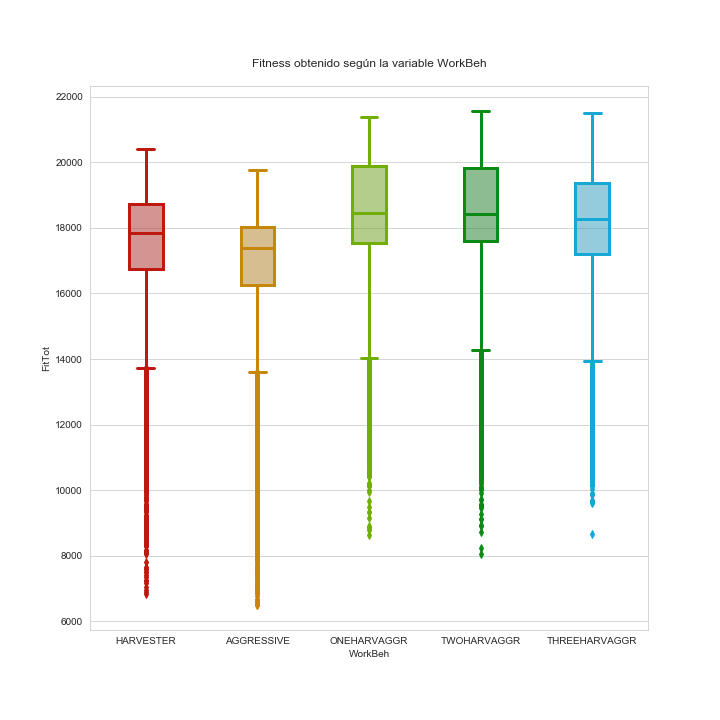 Fitness obtenido según la variable WorkBeh
22000
20000
18000
16000
14000
12000
10000
8000
6000
FitTot
HARVESTER AGGRESSIVE ONEHARVAGGR TWOHARVAGGR THREEHARVAGGR
WorkBeh